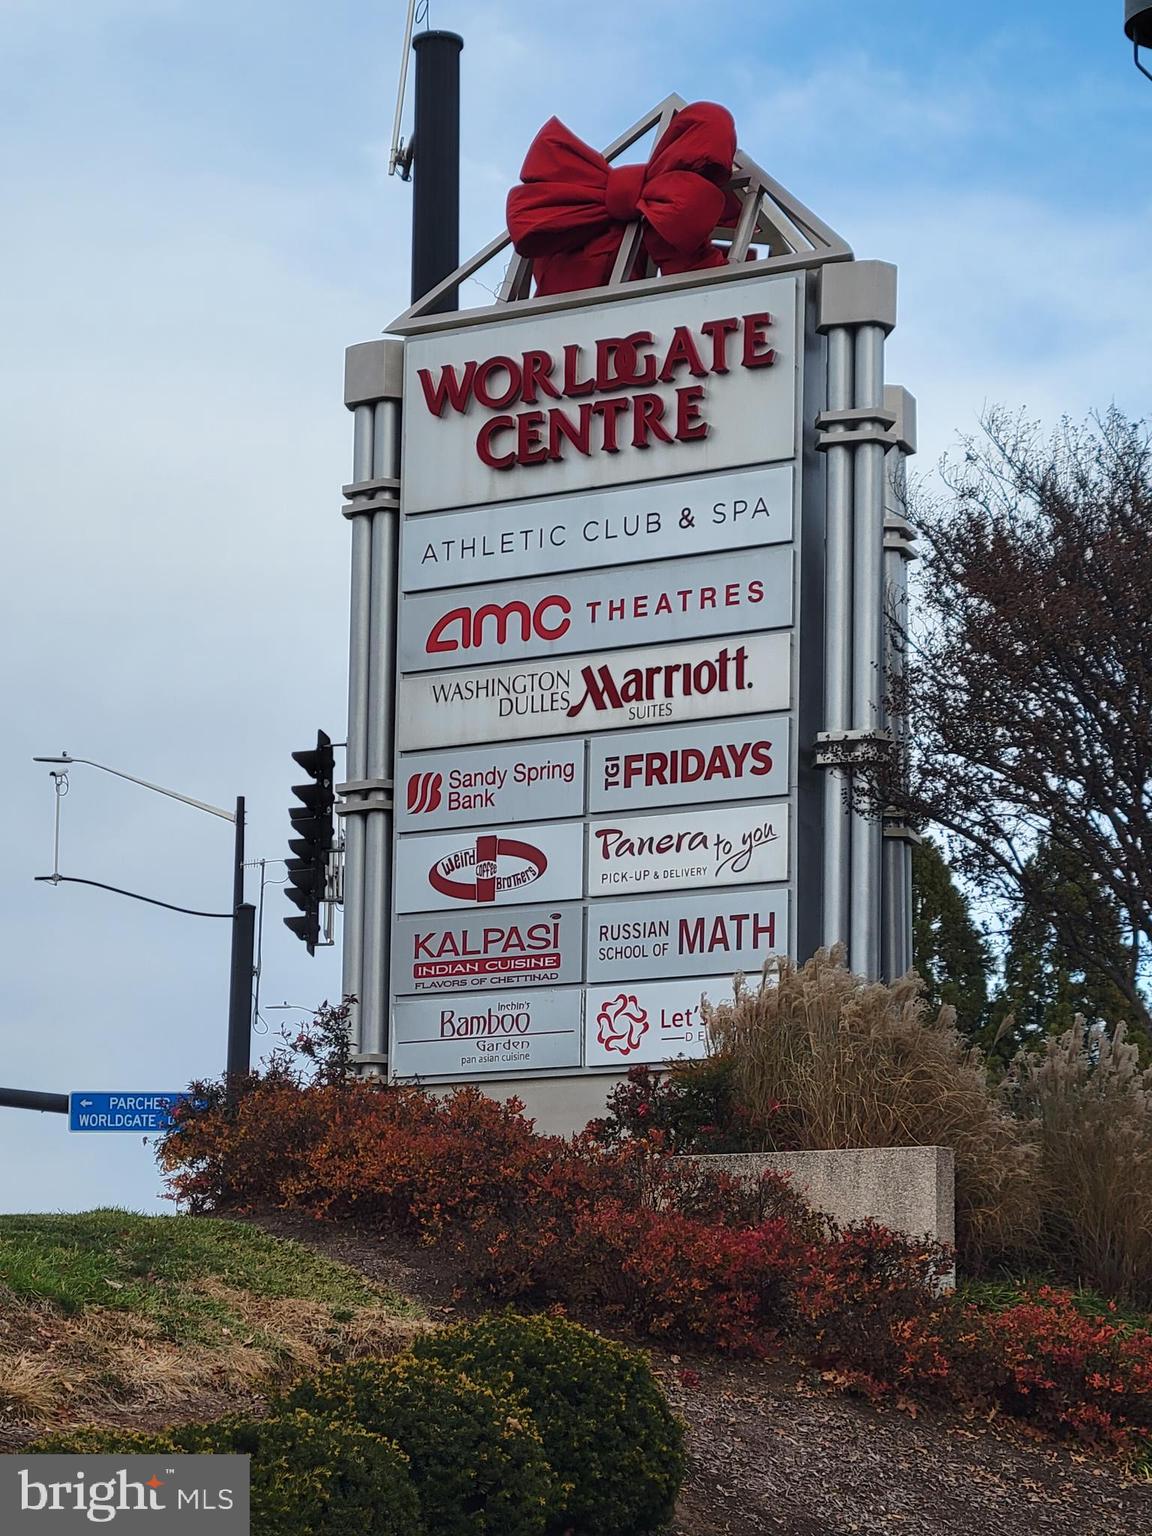 WORLDGATE
CENTRE
ATHLETIC CLUB & SPA
amc THEATRES
WASHINGTON
DULLES
Marriott.
SUITES
Sandy Spring
Bank
TGI FRIDAYS
Weird
Coffee
Brothers
Panera to you
PICK-UP & DELIVERY
KALPASI
INDIAN CUISINE
FLAVORS OF CHETTINAD
RUSSIAN
SCHOOL OF
MATH
Inchin's
Bamboo
Garden
pan asian cuisine
Let'
WORLDGATE
bright™ MLS